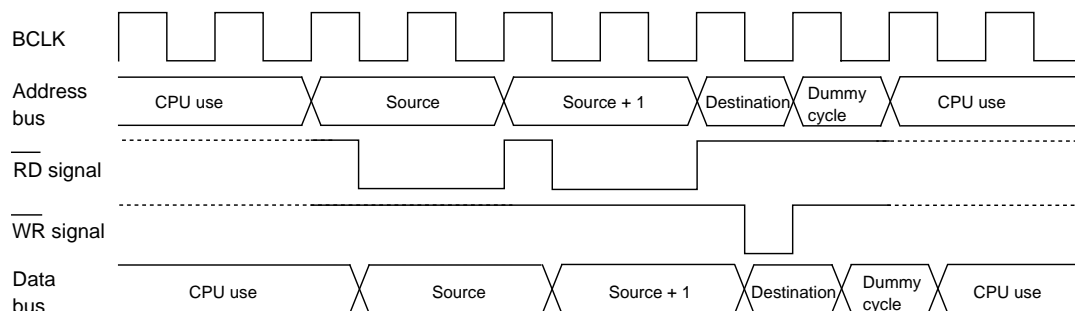 BCLK
Address
bus
CPU use
Source
Source + 1
Destination
Dummy
cycle
CPU use
RD signal
WR signal
Data
bus
CPU use
Source
Source + 1
Destination
Dummy
cycle
CPU use